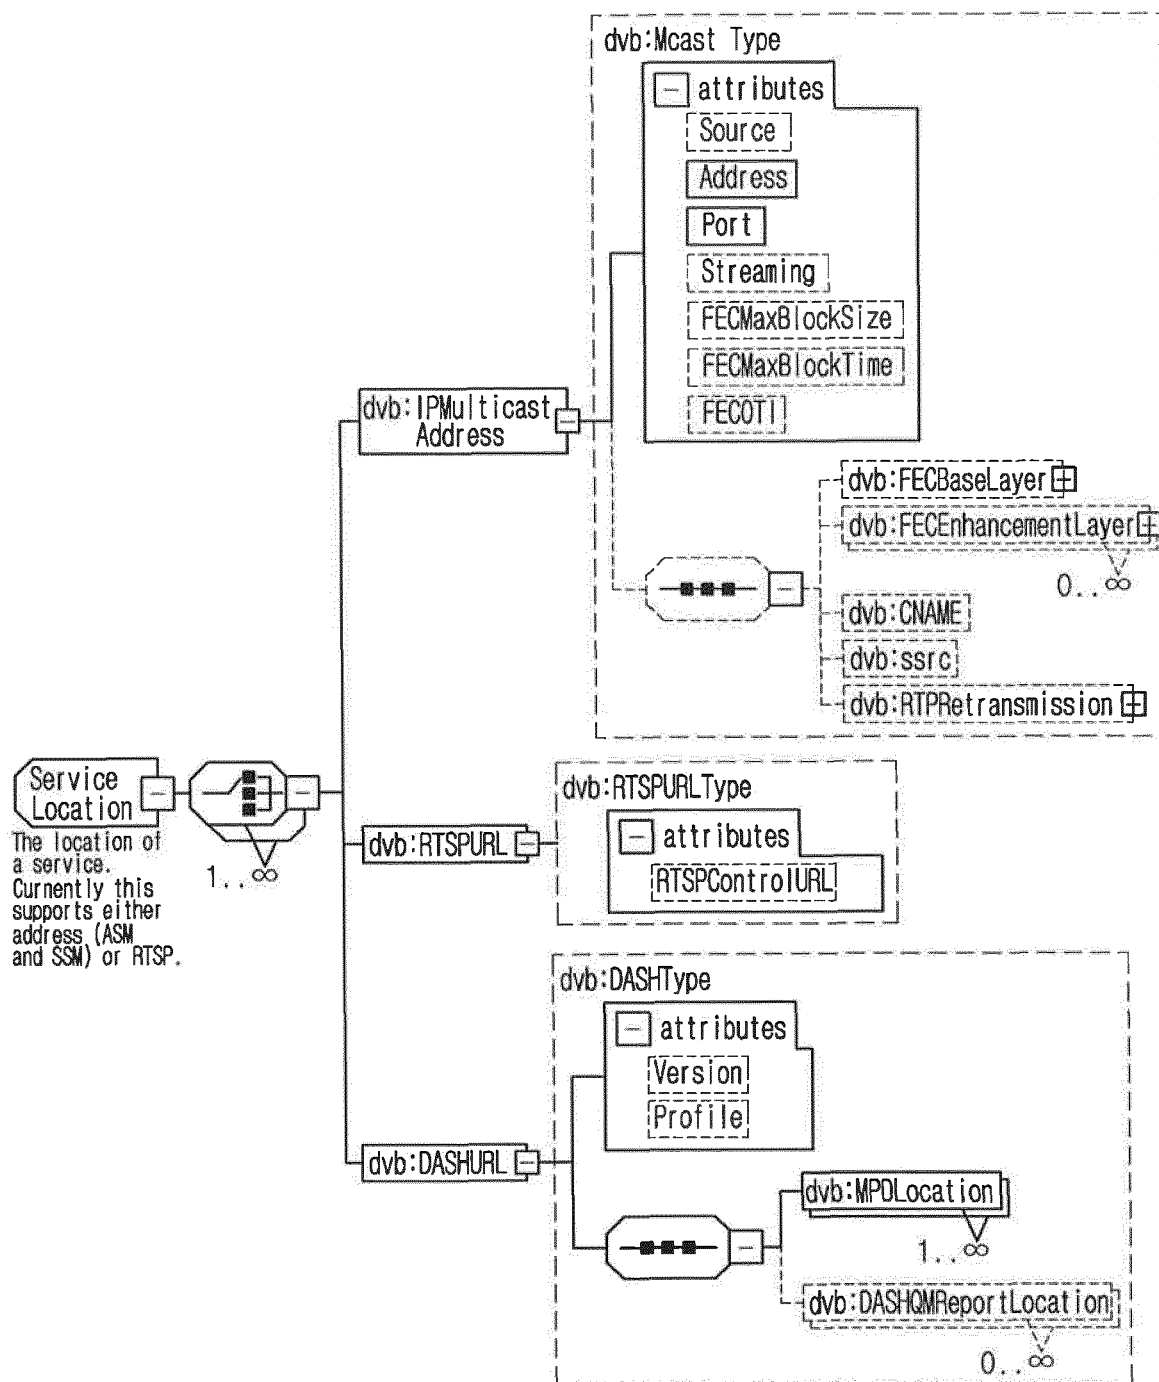 dvb:Mcast Type
attributes
Source
Address
Port
Streaming
FECMaxBlockSize
FECMaxBlockTime
FECOTI
dvb:IPMulticast
Address
dvb:FECBaseLayer
dvb:FECEnhancementLayer
0..∞
dvb:CNAME
dvb:ssrc
dvb:RTPRetransmission
Service
Location
The location of
a service.
Curnently this
supports either
address (ASM
and SSM) or RTSP.
1..∞
dvb:RTSPURL
dvb:RTSPURLType
attributes
RTSPControlURL
dvb:DASHURL
dvb:DASHType
attributes
Version
Profile
dvb:MPDLocation
1..∞
dvb:DASHQMReportLocation
0..∞